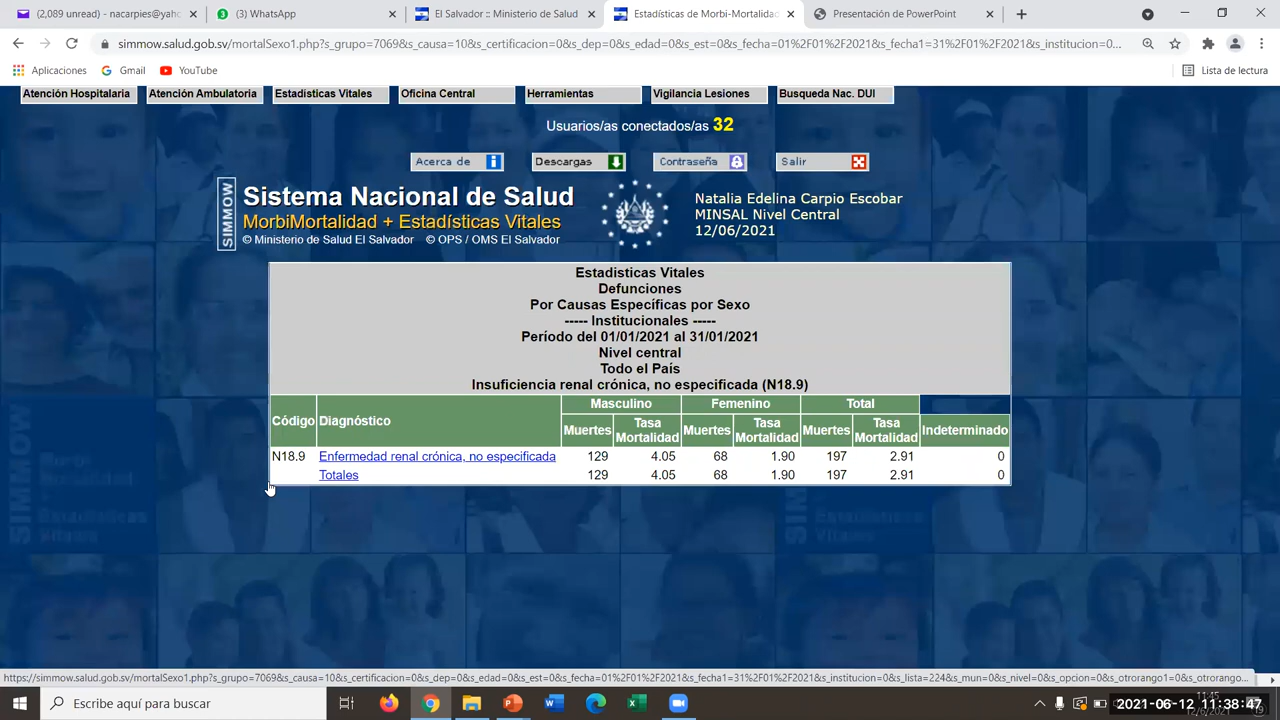 (2,089 unread) - nacarpies@yaho
(3) WhatsApp
El Salvador :: Ministerio de Salud
Estadísticas de Morbi-Mortalidad
Presentación de PowerPoint
simmow.salud.gob.sv/mortalSexo1.php?s_grupo=7069&s_causa=10&s_certificacion=0&s_dep=0&s_edad=0&s_est=0&s_fecha=01%2F01%2F2021&s_fecha1=31%2F01%2F2021&s_institucion=0...
Aplicaciones Gmail YouTube Lista de lectura
Atención Hospitalaria Atención Ambulatoria Estadísticas Vitales Oficina Central Herramientas Vigilancia Lesiones Busqueda Nac. DUI
Usuarios/as conectados/as 32
Acerca de Descargas Contraseña Salir
SIMMOW
Sistema Nacional de Salud
MorbiMortalidad + Estadísticas Vitales
© Ministerio de Salud El Salvador © OPS / OMS El Salvador
Natalia Edelina Carpio Escobar
MINSAL Nivel Central
12/06/2021
Estadisticas Vitales
Defunciones
Por Causas Específicas por Sexo
----- Institucionales -----
Período del 01/01/2021 al 31/01/2021
Nivel central
Todo el País
Insuficiencia renal crónica, no especificada (N18.9)
Código Diagnóstico Masculino Femenino Total
Muertes Tasa Mortalidad Muertes Tasa Mortalidad Muertes Tasa Mortalidad Indeterminado
N18.9 Enfermedad renal crónica, no especificada 129 4.05 68 1.90 197 2.91 0
Totales 129 4.05 68 1.90 197 2.91 0
https://simmow.salud.gob.sv/mortalSexo1.php?s_grupo=7069&s_causa=10&s_certificacion=0&s_dep=0&s_edad=0&s_est=0&s_fecha=01%2F01%2F2021&s_fecha1=31%2F01%2F2021&s_institucion=0&s_lista=224&s_mun=0&s_nivel=0&s_opcion=0&s_otrorango1=0&s_otroran...
Escribe aquí para buscar
11:45
2021-06-12 11:38:47